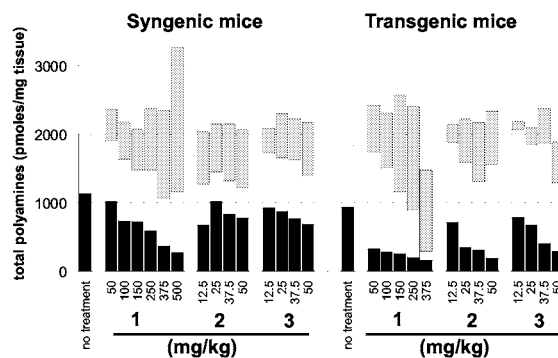 Syngenic mice Transgenic mice
total polyamines (pmoles/mg tissue)
3000
2000
1000
0
no treatment 50 100 150 250 375 500 12.5 25 37.5 50 12.5 25 37.5 50 no treatment 50 100 150 250 375 12.5 25 37.5 50 12.5 25 37.5 50
1 2 3 1 2 3
(mg/kg) (mg/kg)